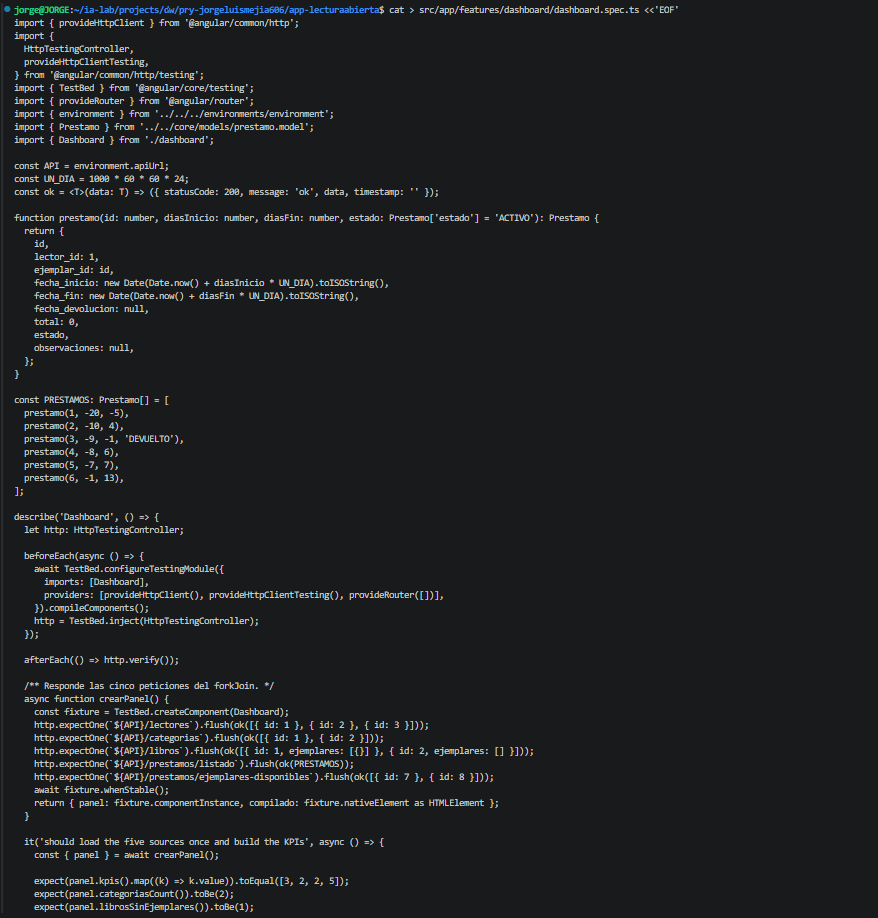 jorge@JORGE:~/ia-lab/projects/dw/pry-jorgeluismejia606/app-lecturaabierta$ cat > src/app/features/dashboard/dashboard.spec.ts <<'EOF'
import { provideHttpClient } from '@angular/common/http';
import {
  HttpTestingController,
  provideHttpClientTesting,
} from '@angular/common/http/testing';
import { TestBed } from '@angular/core/testing';
import { provideRouter } from '@angular/router';
import { environment } from '../../../environments/environment';
import { Prestamo } from '../../core/models/prestamo.model';
import { Dashboard } from './dashboard';

const API = environment.apiUrl;
const UN_DIA = 1000 * 60 * 60 * 24;
const ok = <T>(data: T) => ({ statusCode: 200, message: 'ok', data, timestamp: '' });

function prestamo(id: number, diasInicio: number, diasFin: number, estado: Prestamo['estado'] = 'ACTIVO'): Prestamo {
  return {
    id,
    lector_id: 1,
    ejemplar_id: id,
    fecha_inicio: new Date(Date.now() + diasInicio * UN_DIA).toISOString(),
    fecha_fin: new Date(Date.now() + diasFin * UN_DIA).toISOString(),
    fecha_devolucion: null,
    total: 0,
    estado,
    observaciones: null,
  };
}

const PRESTAMOS: Prestamo[] = [
  prestamo(1, -20, -5),
  prestamo(2, -10, 4),
  prestamo(3, -9, -1, 'DEVUELTO'),
  prestamo(4, -8, 6),
  prestamo(5, -7, 7),
  prestamo(6, -1, 13),
];

describe('Dashboard', () => {
  let http: HttpTestingController;

  beforeEach(async () => {
    await TestBed.configureTestingModule({
      imports: [Dashboard],
      providers: [provideHttpClient(), provideHttpClientTesting(), provideRouter([])],
    }).compileComponents();
    http = TestBed.inject(HttpTestingController);
  });

  afterEach(() => http.verify());

  /** Responde las cinco peticiones del forkJoin. */
  async function crearPanel() {
    const fixture = TestBed.createComponent(Dashboard);
    http.expectOne(`${API}/lectores`).flush(ok([{ id: 1 }, { id: 2 }, { id: 3 }]));
    http.expectOne(`${API}/categorias`).flush(ok([{ id: 1 }, { id: 2 }]));
    http.expectOne(`${API}/libros`).flush(ok([{ id: 1, ejemplares: [{}] }, { id: 2, ejemplares: [] }]));
    http.expectOne(`${API}/prestamos/listado`).flush(ok(PRESTAMOS));
    http.expectOne(`${API}/prestamos/ejemplares-disponibles`).flush(ok([{ id: 7 }, { id: 8 }]));
    await fixture.whenStable();
    return { panel: fixture.componentInstance, compilado: fixture.nativeElement as HTMLElement };
  }

  it('should load the five sources once and build the KPIs', async () => {
    const { panel } = await crearPanel();

    expect(panel.kpis().map((k) => k.value)).toEqual([3, 2, 2, 5]);
    expect(panel.categoriasCount()).toBe(2);
    expect(panel.librosSinEjemplares()).toBe(1);